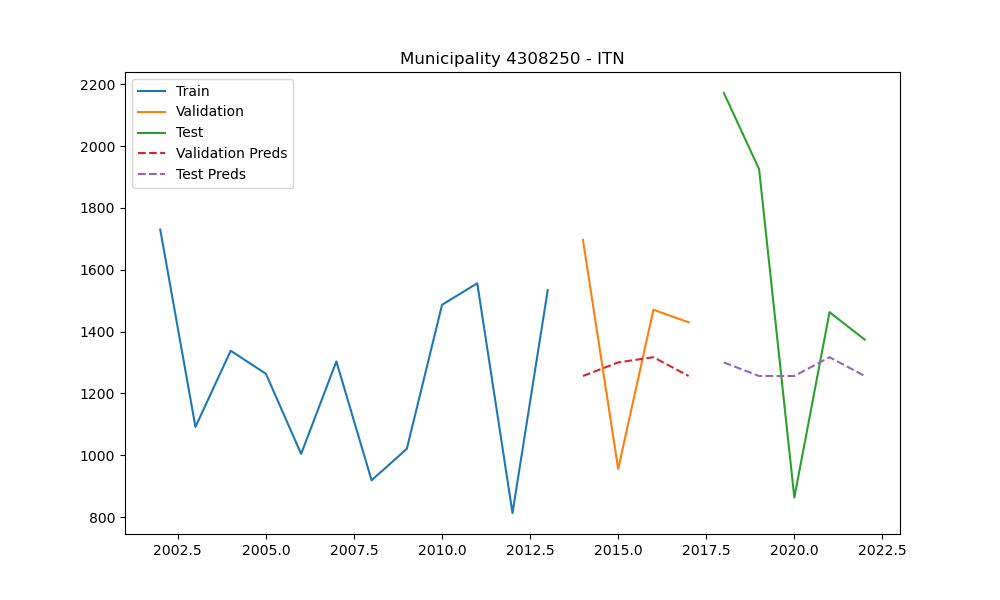 Municipality 4308250 - ITN
Train
Validation
Test
Validation Preds
Test Preds
2200
2000
1800
1600
1400
1200
1000
800
2002.5 2005.0 2007.5 2010.0 2012.5 2015.0 2017.5 2020.0 2022.5